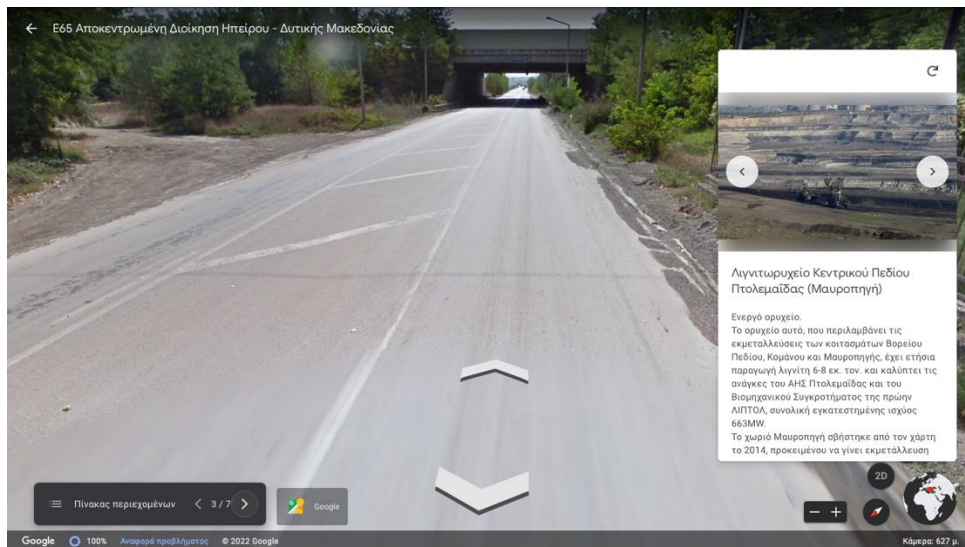 Ε65 Αποκεντρωμένη Διοίκηση Ηπείρου - Δυτικής Μακεδονίας
Λιγνιτωρυχείο Κεντρικού Πεδίου
Πτολεμαΐδας (Μαυροπηγή)
Ενεργό ορυχείο.
Το ορυχείο αυτό, που περιλαμβάνει τις
εκμεταλλεύσεις των κοιτασμάτων Βορείου
Πεδίου, Κομάνου και Μαυροπηγής, έχει ετήσια
παραγωγή λιγνίτη 6-8 εκ. τον. και καλύπτει τις
ανάγκες του ΑΗΣ Πτολεμαΐδας και του
Βιομηχανικού Συγκροτήματος της πρώην
ΛΙΠΤΟΛ, συνολική εγκατεστημένης ισχύος
663MW.
Το χωριό Μαυροπηγή σβήστηκε από τον χάρτη
το 2014, προκειμένου να γίνει εκμετάλλευση
2D
Πίνακας περιεχομένων 3 / 7
Google
Google 100% Αναφορά προβλήματος © 2022 Google Κάμερα: 627 μ.